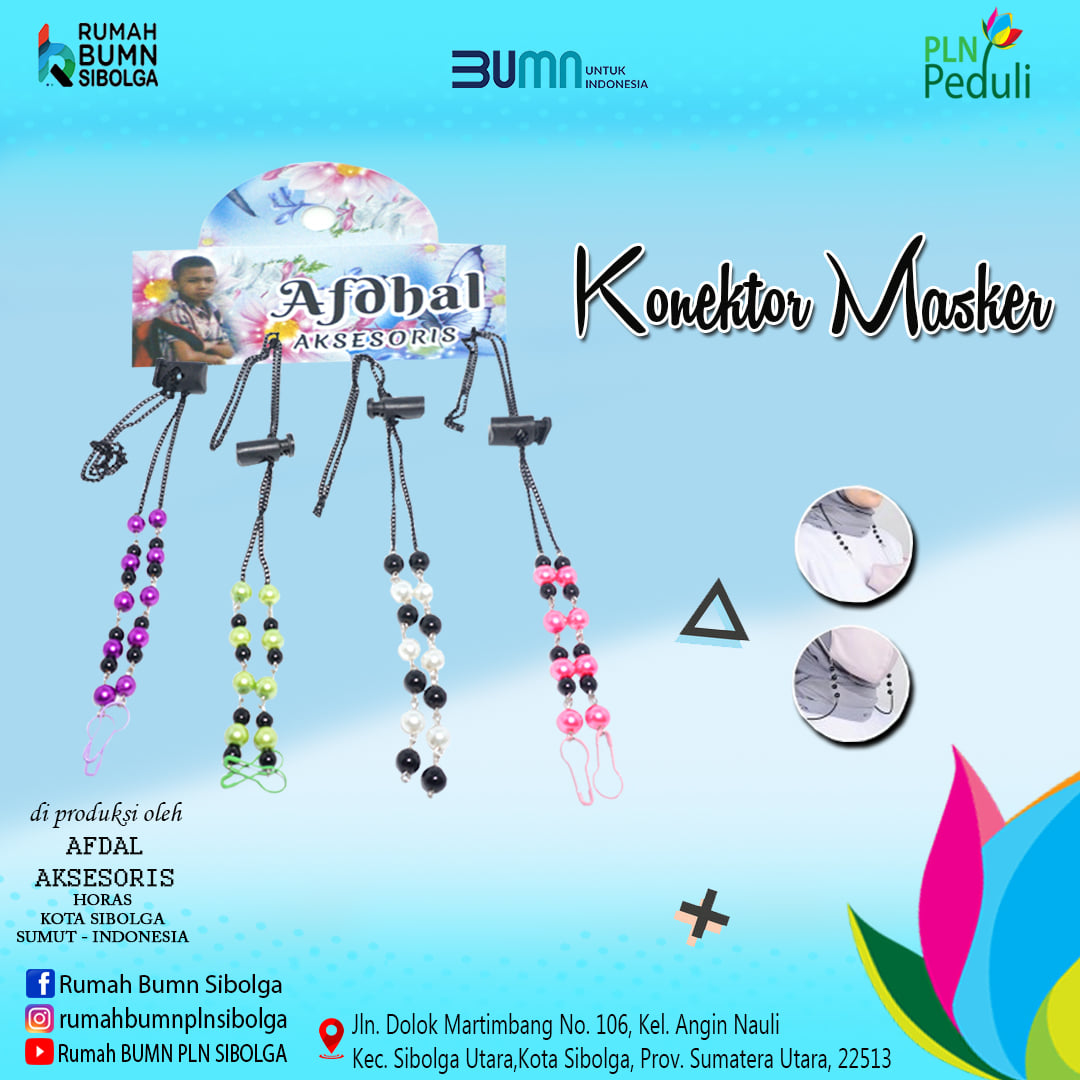 RUMAH
BUMN
SIBOLGA
BUMN UNTUK
INDONESIA
PLN
Peduli
Afdhal
AKSESORIS
Konektor Masker
di produksi oleh
AFDAL
AKSESORIS
HORAS
KOTA SIBOLGA
SUMUT - INDONESIA
Rumah Bumn Sibolga
rumahbumnplnsibolga
Rumah BUMN PLN SIBOLGA
Jln. Dolok Martimbang No. 106, Kel. Angin Nauli
Kec. Sibolga Utara,Kota Sibolga, Prov. Sumatera Utara, 22513